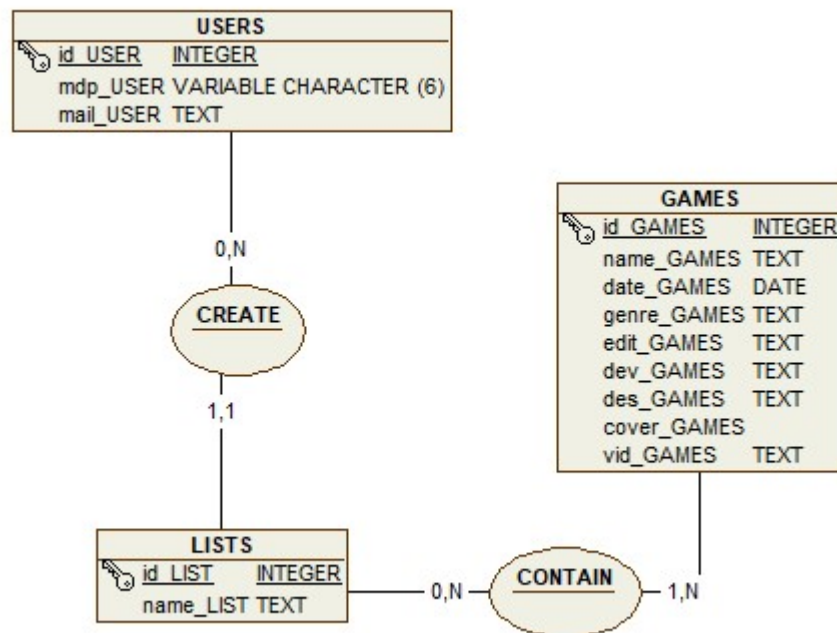 USERS
id_USER INTEGER
mdp_USER VARIABLE CHARACTER (6)
mail_USER TEXT
0,N
CREATE
1,1
LISTS
id_LIST INTEGER
name_LIST TEXT
0,N
CONTAIN
1,N
GAMES
id_GAMES INTEGER
name_GAMES TEXT
date_GAMES DATE
genre_GAMES TEXT
edit_GAMES TEXT
dev_GAMES TEXT
des_GAMES TEXT
cover_GAMES
vid_GAMES TEXT